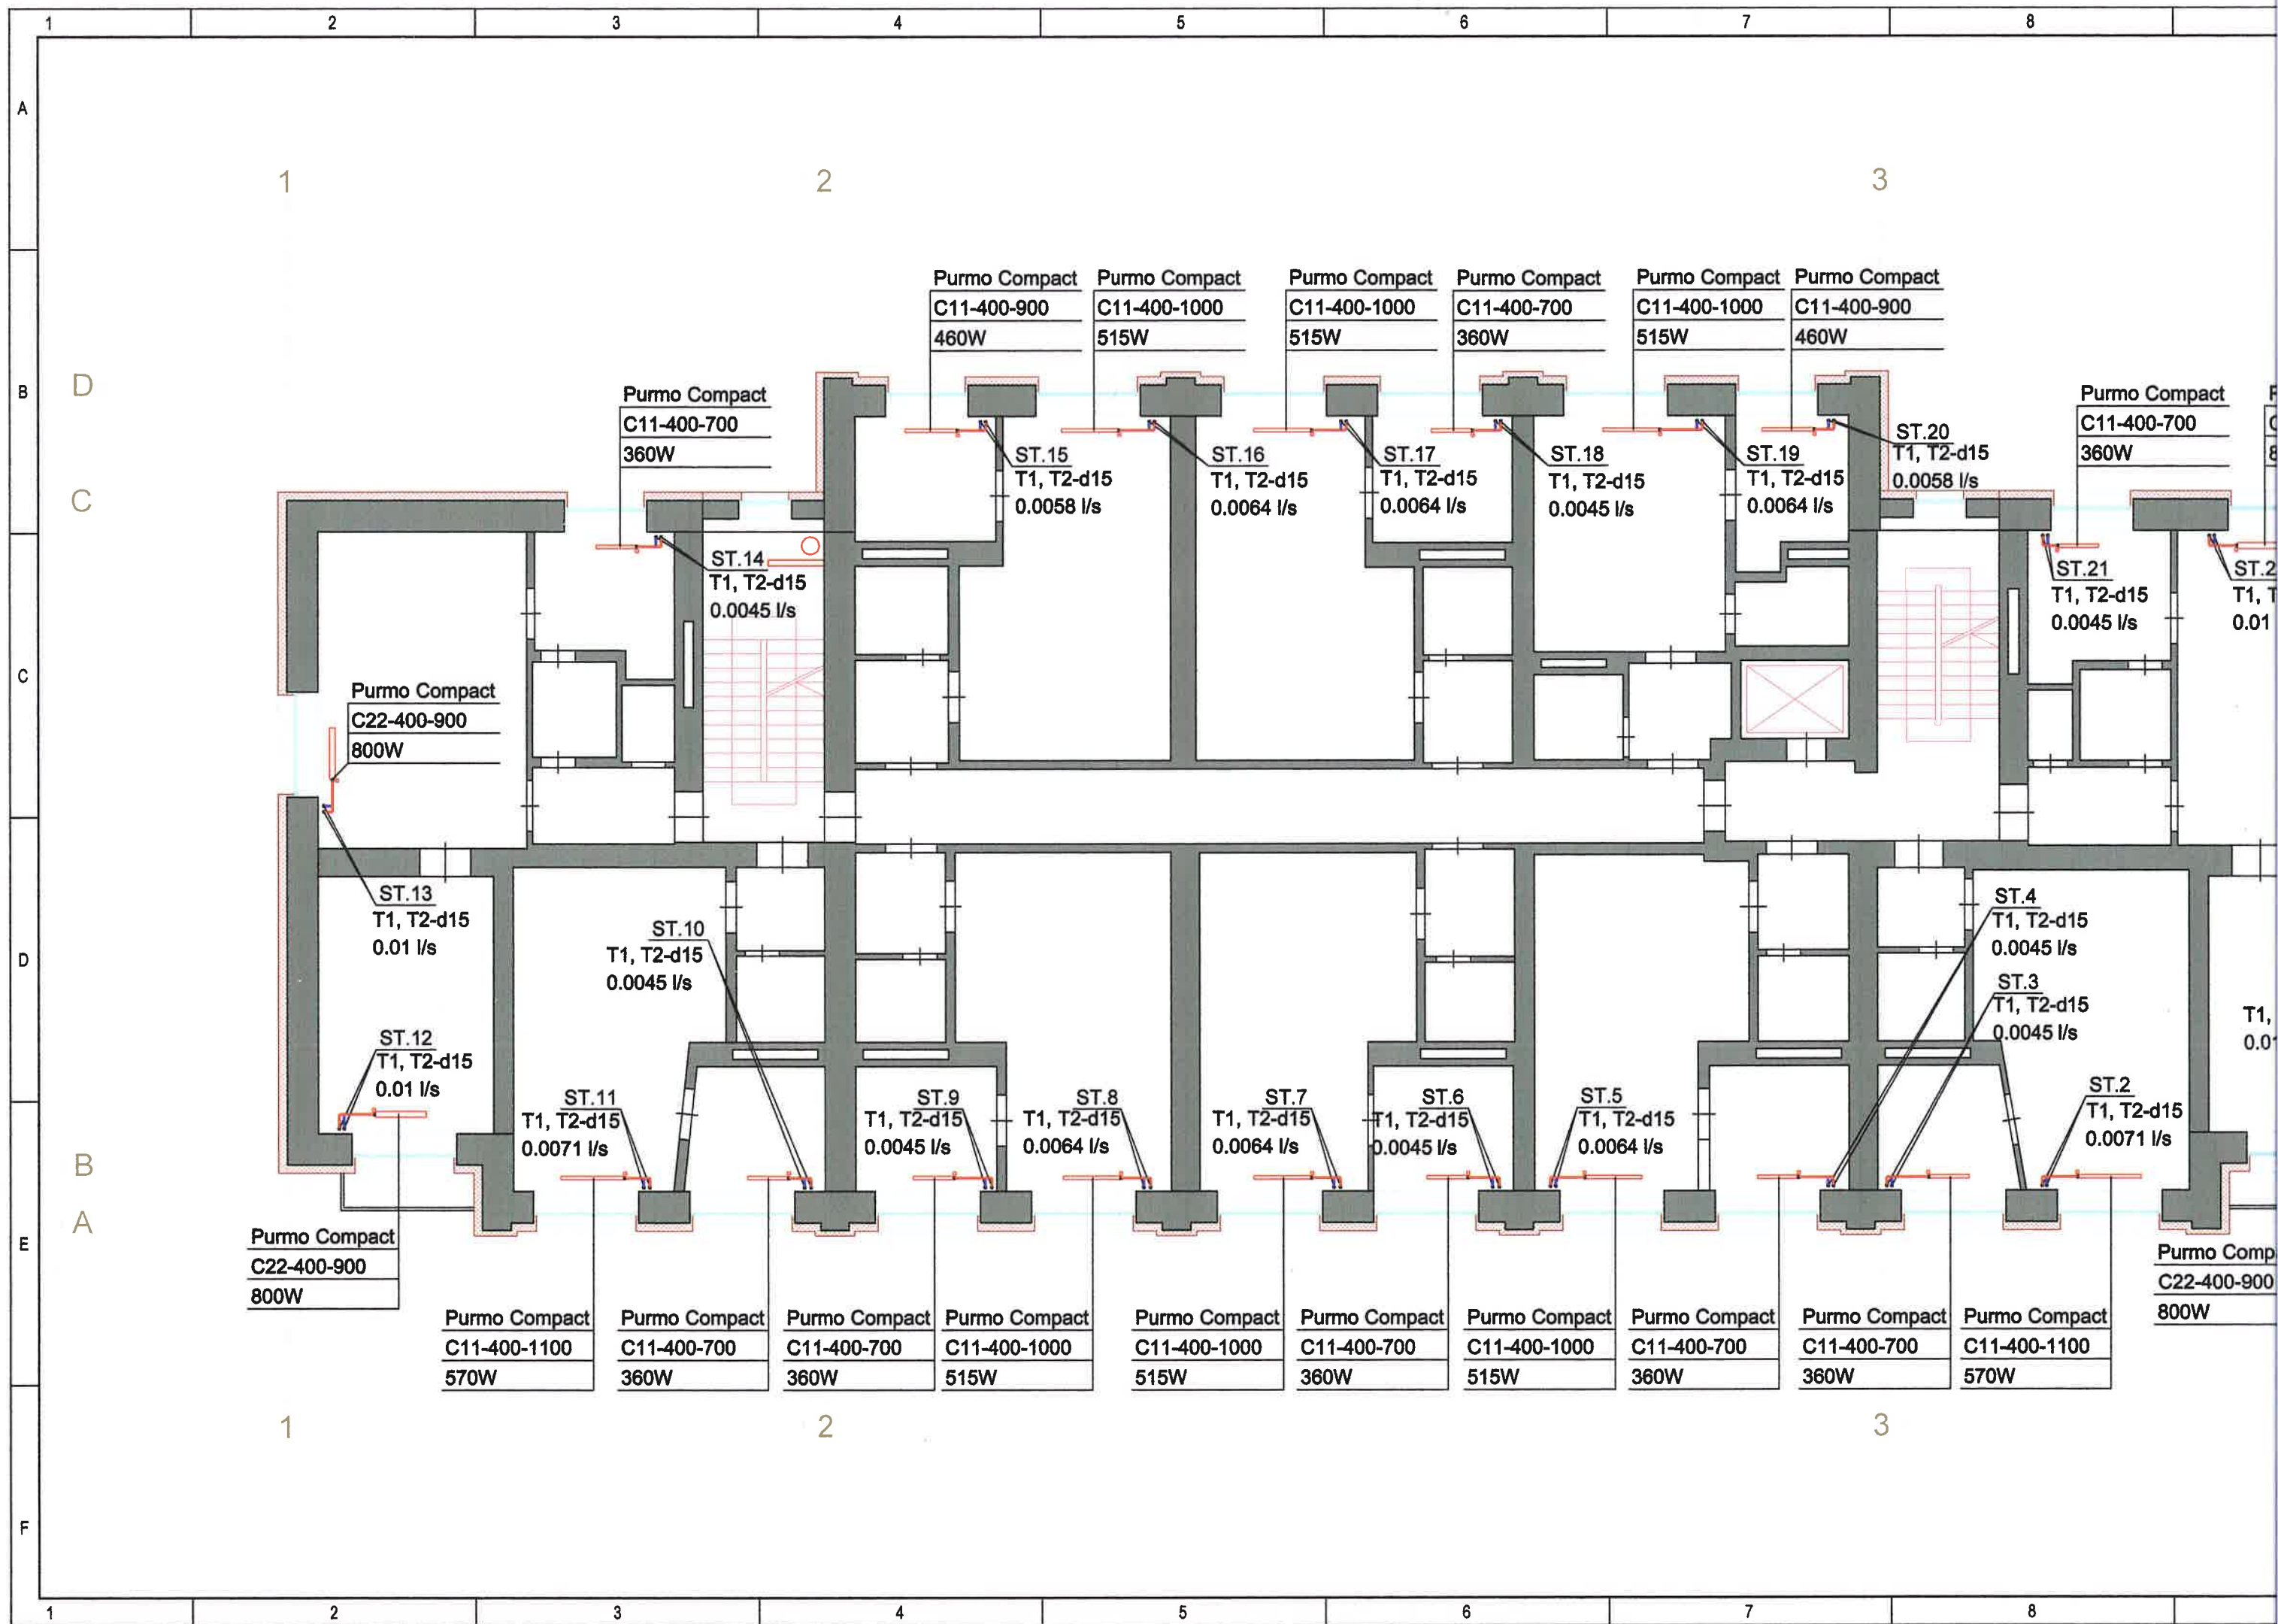 1 2 3 4 5 6 7 8
A
1 2 3
Purmo Compact
C11-400-900
460W
Purmo Compact
C11-400-1000
515W
Purmo Compact
C11-400-1000
515W
Purmo Compact
C11-400-700
360W
Purmo Compact
C11-400-1000
515W
Purmo Compact
C11-400-900
460W
B
D
Purmo Compact
C11-400-700
360W
Purmo Compact
C11-400-700
360W
ST.15
T1, T2-d15
0.0058 l/s
ST.16
T1, T2-d15
0.0064 l/s
ST.17
T1, T2-d15
0.0064 l/s
ST.18
T1, T2-d15
0.0045 l/s
ST.19
T1, T2-d15
0.0064 l/s
ST.20
T1, T2-d15
0.0058 l/s
C
ST.14
T1, T2-d15
0.0045 l/s
ST.21
T1, T2-d15
0.0045 l/s
ST.2
T1, T
0.01
C
Purmo Compact
C22-400-900
800W
ST.13
T1, T2-d15
0.01 l/s
ST.10
T1, T2-d15
0.0045 l/s
ST.4
T1, T2-d15
0.0045 l/s
D
ST.3
T1, T2-d15
0.0045 l/s
T1,
0.0
ST.12
T1, T2-d15
0.01 l/s
ST.11
T1, T2-d15
0.0071 l/s
ST.9
T1, T2-d15
0.0045 l/s
ST.8
T1, T2-d15
0.0064 l/s
ST.7
T1, T2-d15
0.0064 l/s
ST.6
T1, T2-d15
0.0045 l/s
ST.5
T1, T2-d15
0.0064 l/s
ST.2
T1, T2-d15
0.0071 l/s
B
A
E
Purmo Compact
C22-400-900
800W
Purmo Comp
C22-400-900
800W
Purmo Compact
C11-400-1100
570W
Purmo Compact
C11-400-700
360W
Purmo Compact
C11-400-700
360W
Purmo Compact
C11-400-1000
515W
Purmo Compact
C11-400-1000
515W
Purmo Compact
C11-400-700
360W
Purmo Compact
C11-400-1000
515W
Purmo Compact
C11-400-700
360W
Purmo Compact
C11-400-700
360W
Purmo Compact
C11-400-1100
570W
1 2 3
F
1 2 3 4 5 6 7 8